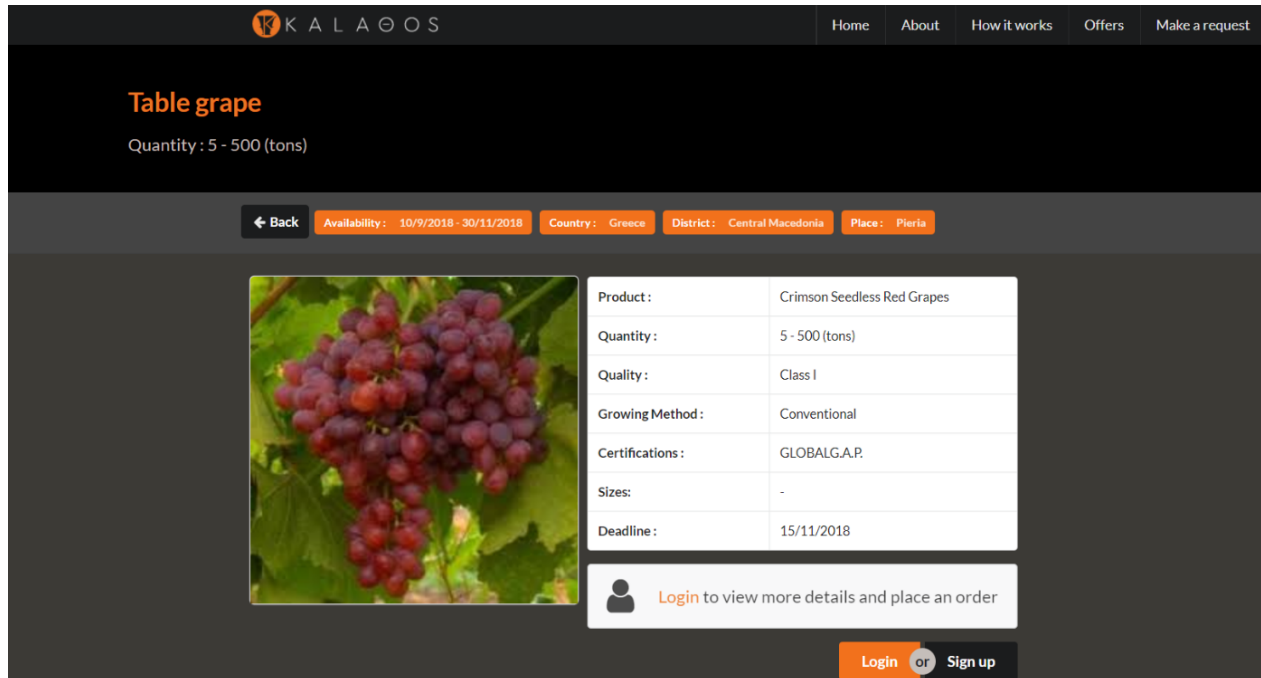 KALAΘOS
Home About How it works Offers Make a request
Table grape
Quantity : 5 - 500 (tons)
Back Availability : 10/9/2018 - 30/11/2018 Country : Greece District : Central Macedonia Place : Pieria
Product : Crimson Seedless Red Grapes
Quantity : 5 - 500 (tons)
Quality : Class I
Growing Method : Conventional
Certifications : GLOBALG.A.P.
Sizes: -
Deadline : 15/11/2018
Login to view more details and place an order
Login or Sign up